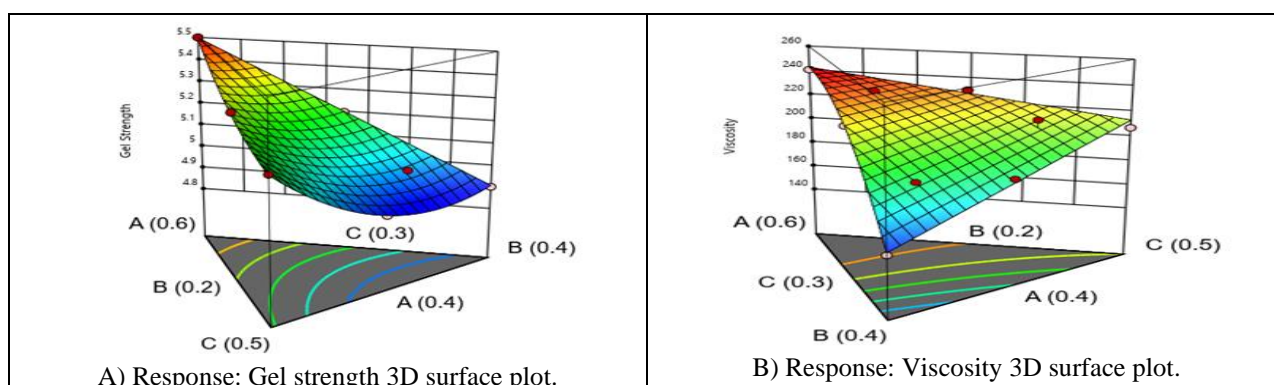 5.5
5.4
5.3
5.2
5.1
5
4.9
4.8
Gel Strength
A (0.6)
C (0.3)
B (0.4)
B (0.2)
A (0.4)
C (0.5)
A) Response: Gel strength 3D surface plot.
260
240
220
200
180
160
140
Viscosity
A (0.6)
B (0.2)
C (0.5)
C (0.3)
A (0.4)
B (0.4)
B) Response: Viscosity 3D surface plot.